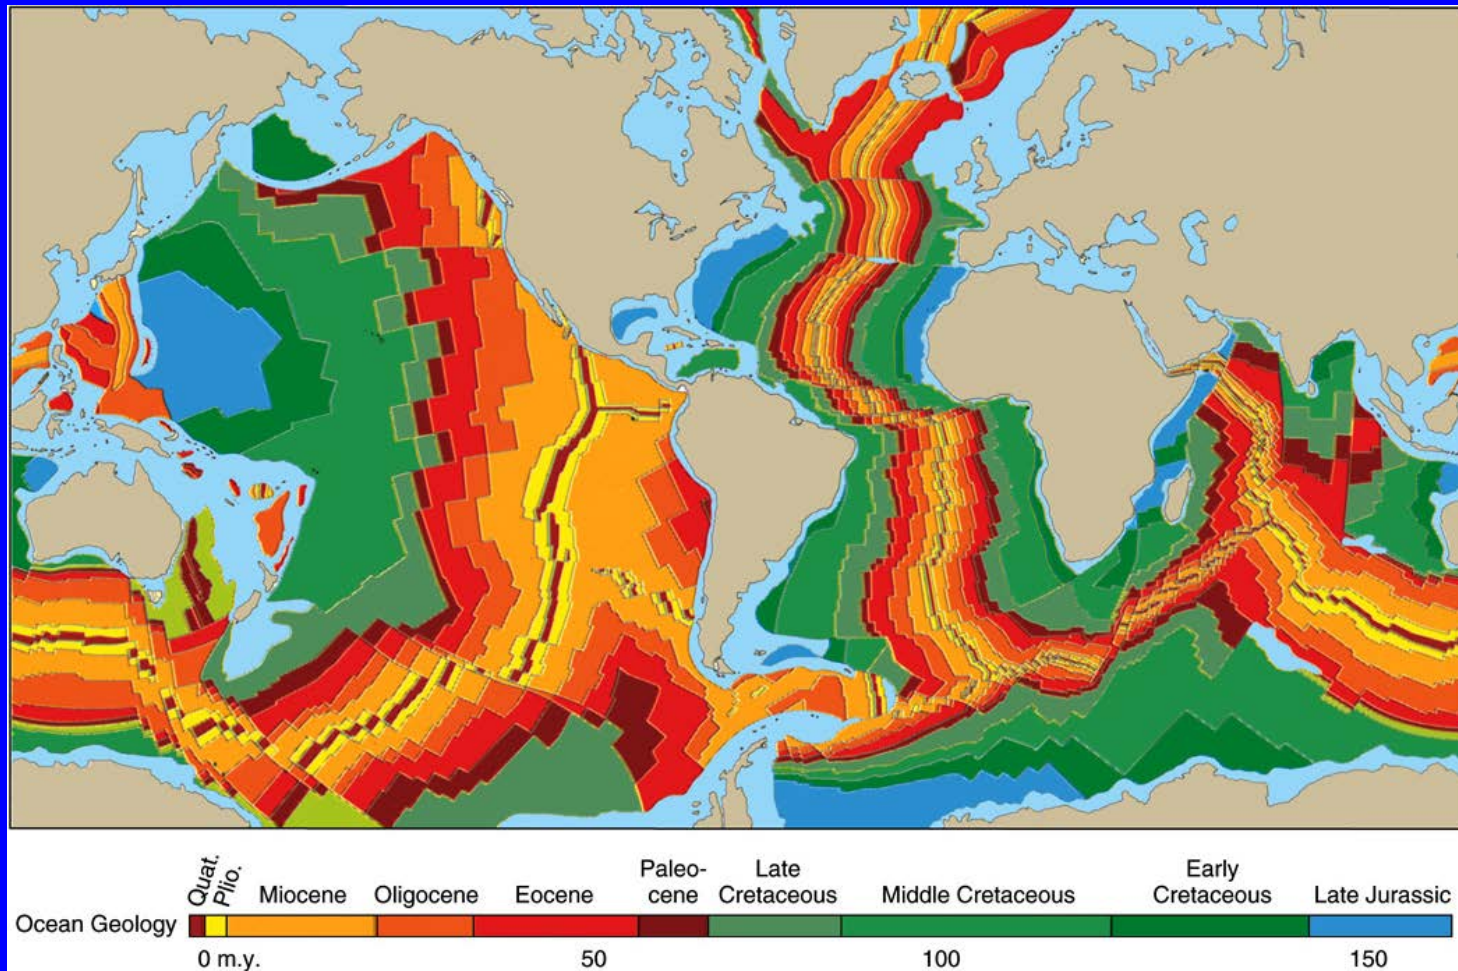 Quat.
Plio.
Miocene
Oligocene
Eocene
Paleo-
cene
Late
Cretaceous
Middle Cretaceous
Early
Cretaceous
Late Jurassic
Ocean Geology
0 m.y.
50
100
150